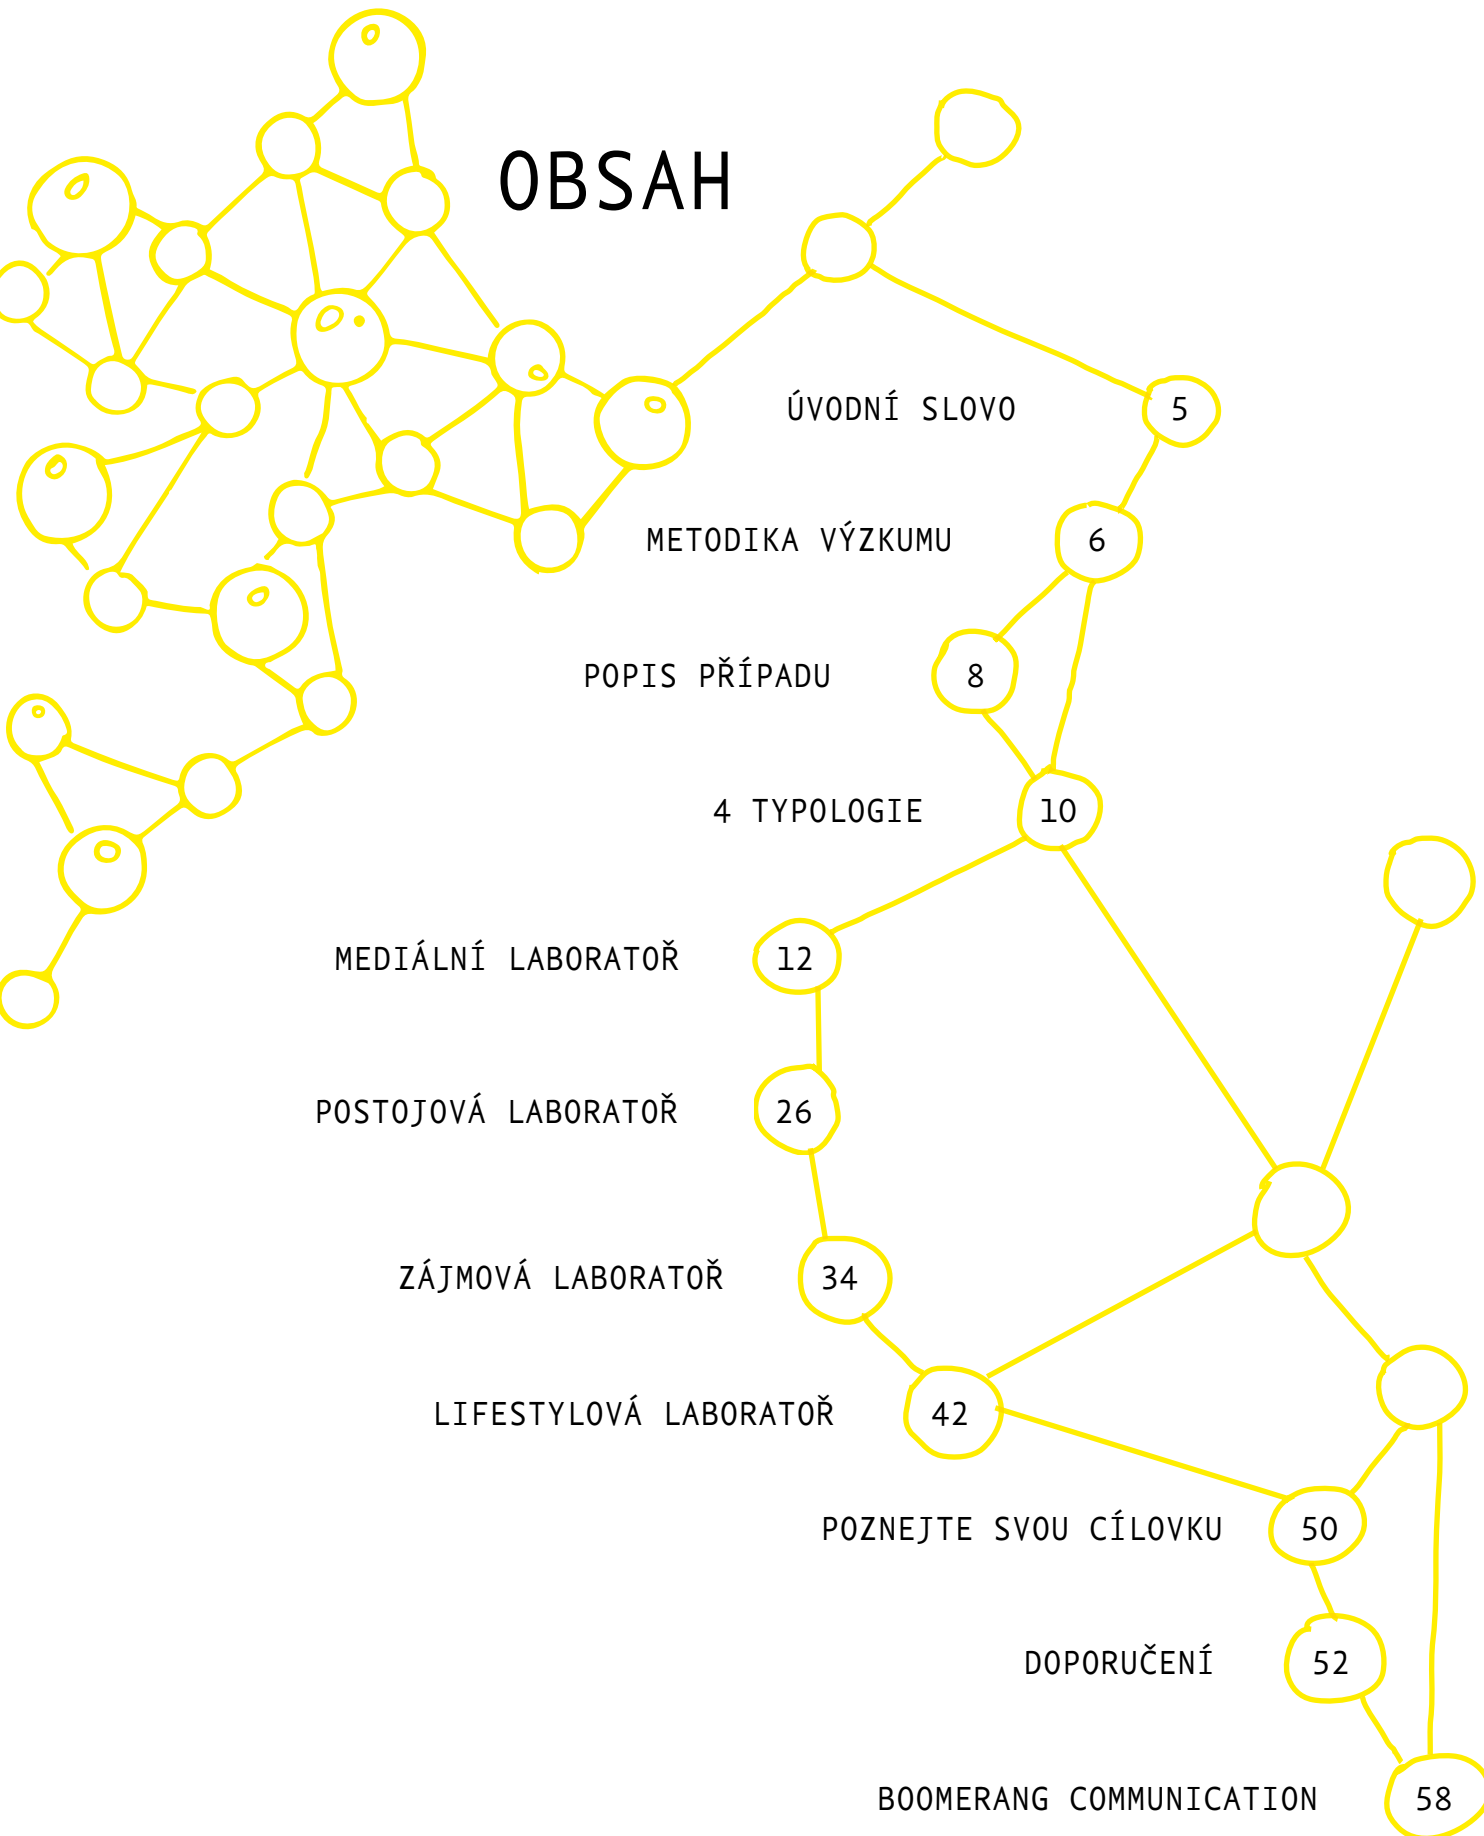 OBSAH
ÚVODNÍ SLOVO 5
METODIKA VÝZKUMU 6
POPIS PŘÍPADU 8
4 TYPOLOGIE 10
MEDIÁLNÍ LABORATOŘ 12
POSTOJOVÁ LABORATOŘ 26
ZÁJMOVÁ LABORATOŘ 34
LIFESTYLOVÁ LABORATOŘ 42
POZNEJTE SVOU CÍLOVKU 50
DOPORUČENÍ 52
BOOMERANG COMMUNICATION 58